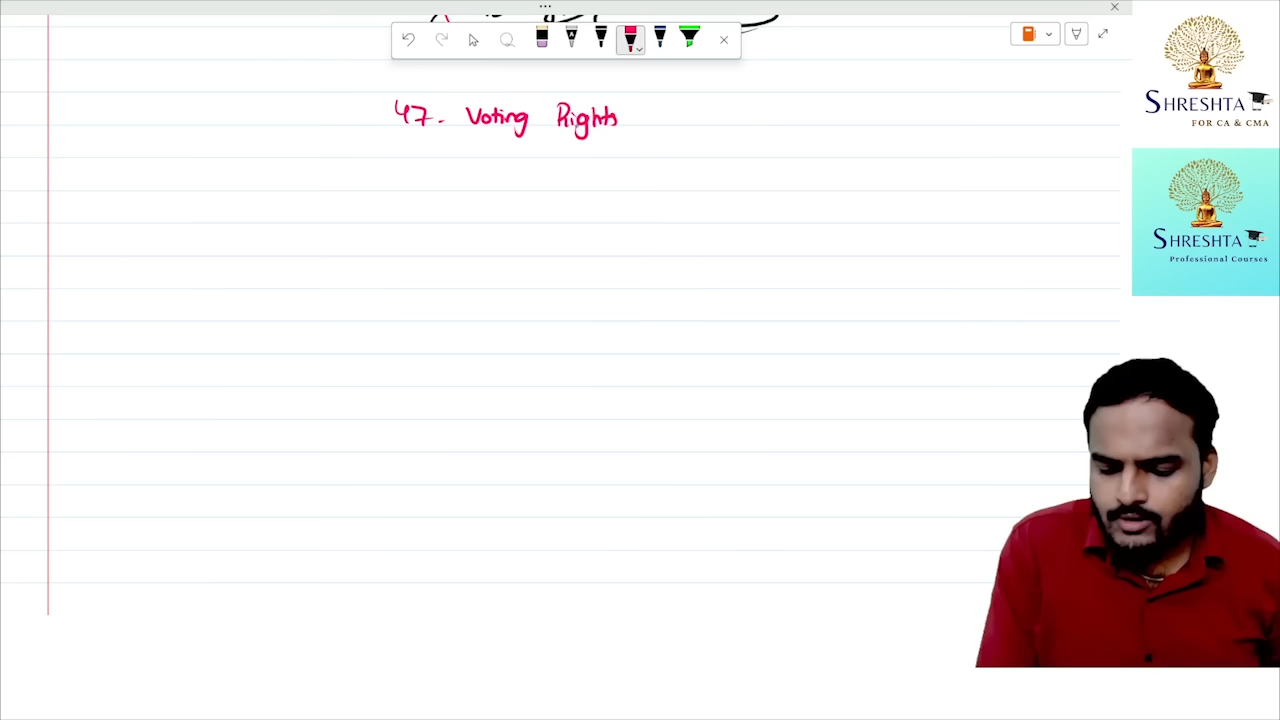 47. Voting Rights
SHRESHTA
FOR CA & CMA
SHRESHTA
Professional Courses